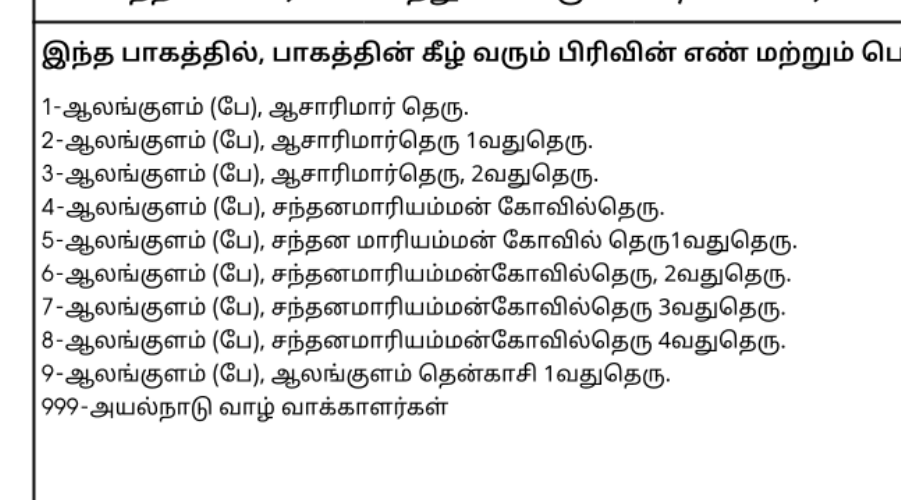 இந்த பாகத்தில், பாகத்தின் கீழ் வரும் பிரிவின் எண் மற்றும்
1-ஆலங்குளம் (பே), ஆசாரிமார் தெரு.
2-ஆலங்குளம் (பே), ஆசாரிமார்தெரு 1வதுதெரு.
3-ஆலங்குளம் (பே), ஆசாரிமார்தெரு, 2வதுதெரு.
4-ஆலங்குளம் (பே), சந்தனமாரியம்மன் கோவில்தெரு.
5-ஆலங்குளம் (பே), சந்தன மாரியம்மன் கோவில் தெரு1வதுதெரு.
6-ஆலங்குளம் (பே), சந்தனமாரியம்மன்கோவில்தெரு, 2வதுதெரு.
7-ஆலங்குளம் (பே), சந்தனமாரியம்மன்கோவில்தெரு 3வதுதெரு.
8-ஆலங்குளம் (பே), சந்தனமாரியம்மன்கோவில்தெரு 4வதுதெரு.
9-ஆலங்குளம் (பே), ஆலங்குளம் தென்காசி 1வதுதெரு.
999-அயல்நாடு வாழ் வாக்காளர்கள்